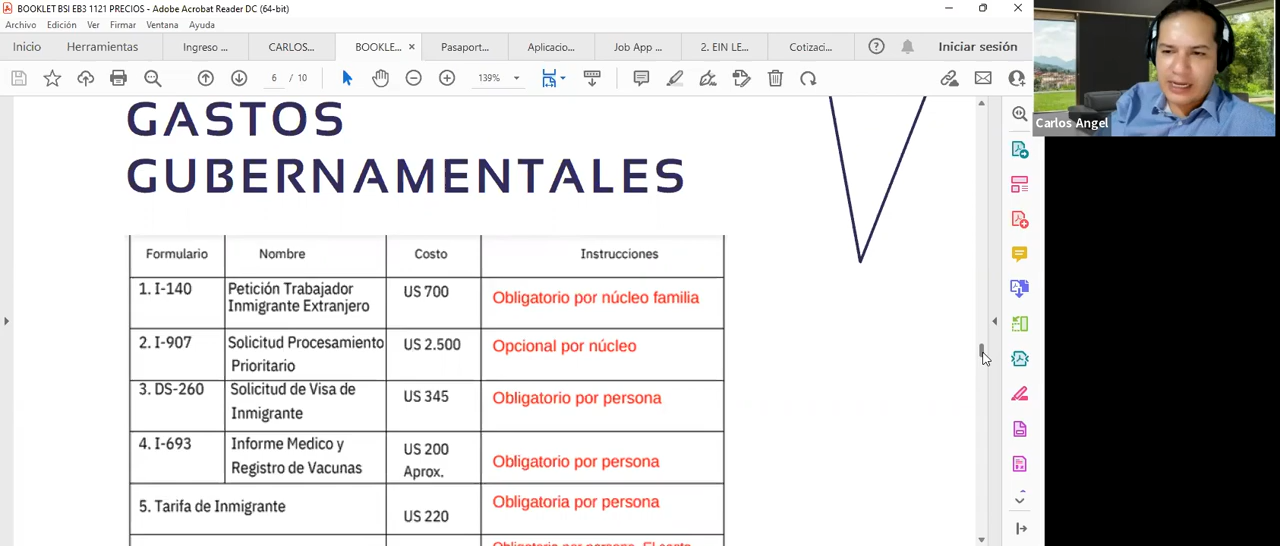 BOOKLET BSI EB3 1121 PRECIOS - Adobe Acrobat Reader DC (64-bit)
Archivo Edición Ver Firmar Ventana Ayuda
Inicio Herramientas Ingreso ... CARLOS... BOOKLE... × Pasaport... Aplicacio... Job App ... 2. EIN LE... Cotizaci... Iniciar sesión
6 / 10 139%
Carlos Angel
GASTOS
GUBERNAMENTALES
Formulario Nombre Costo Instrucciones
1. I-140 Petición Trabajador US 700 Obligatorio por núcleo familia
Inmigrante Extranjero
2. I-907 Solicitud Procesamiento US 2.500 Opcional por núcleo
Prioritario
3. DS-260 Solicitud de Visa de US 345 Obligatorio por persona
Inmigrante
4. I-693 Informe Medico y US 200 Obligatorio por persona
Registro de Vacunas Aprox.
5. Tarifa de Inmigrante US 220 Obligatoria por persona